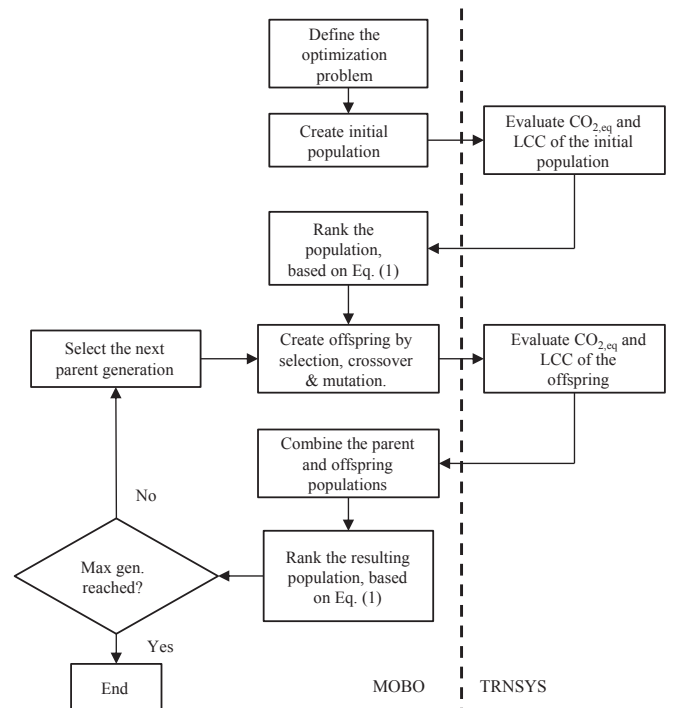 Define the
optimization
problem
Create initial
population
Evaluate CO2,eq and
LCC of the initial
population
Rank the
population,
based on Eq. (1)
Select the next
parent generation
Create offspring by
selection, crossover
& mutation.
Evaluate CO2,eq and
LCC of the
offspring
Combine the parent
and offspring
populations
No
Max gen.
reached?
Rank the resulting
population, based
on Eq. (1)
Yes
End
MOBO
TRNSYS